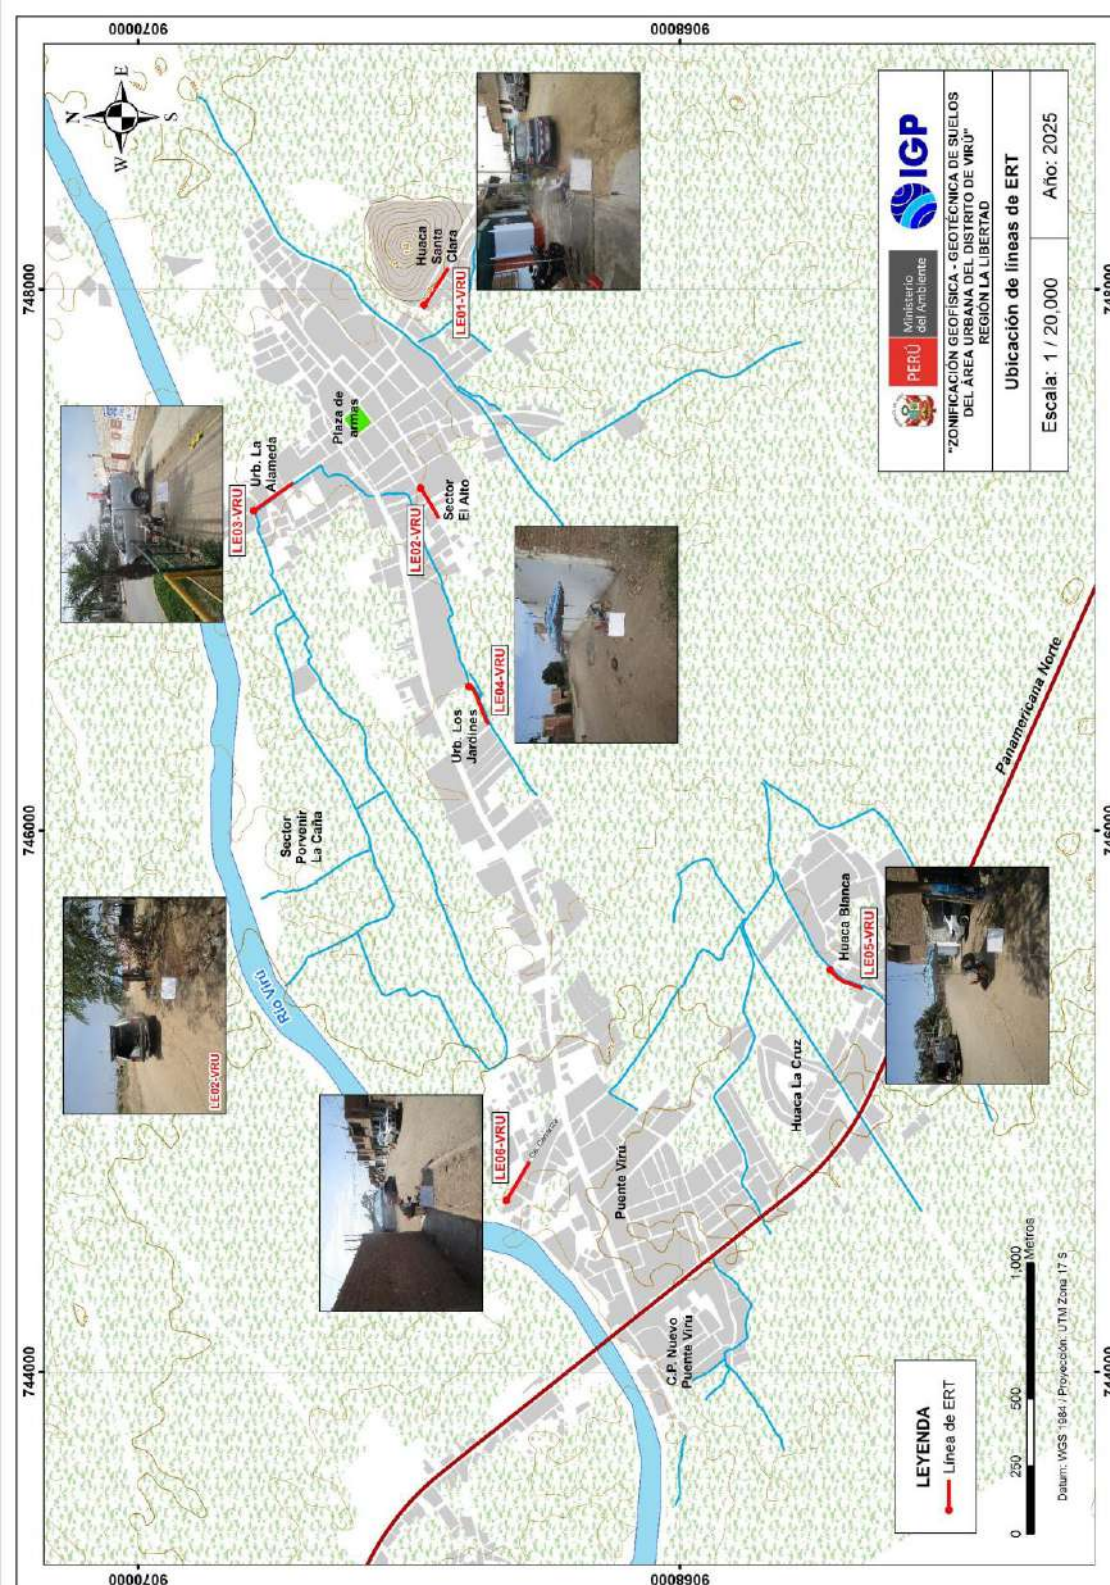 744000
746000
748000
9070000
9070000
N
W
E
S
LE02-VRU
Río Virú
Sector
Porvenir
La Caña
LE03-VRU
Urb. La
Alameda
Plaza de
armas
Huaca
Santa
Clara
LE01-VRU
LE02-VRU
Sector
El Alto
Urb. Los
Jardines
LE04-VRU
LE06-VRU
Puente Virú
C.P. Nuevo
Puente Virú
Huaca La Cruz
Huaca Blanca
LE05-VRU
Panamericana Norte
9068000
9068000
LEYENDA
Línea de ERT
0
250
500
1,000
Metros
Datum: WGS 1984 / Proyección: UTM Zona 17 S
PERÚ
Ministerio
del Ambiente
IGP
"ZONIFICACIÓN GEOFÍSICA - GEOTÉCNICA DE SUELOS
DEL ÁREA URBANA DEL DISTRITO DE VIRÚ"
REGIÓN LA LIBERTAD
Ubicación de líneas de ERT
Escala: 1 / 20,000
Año: 2025
744000
746000
748000